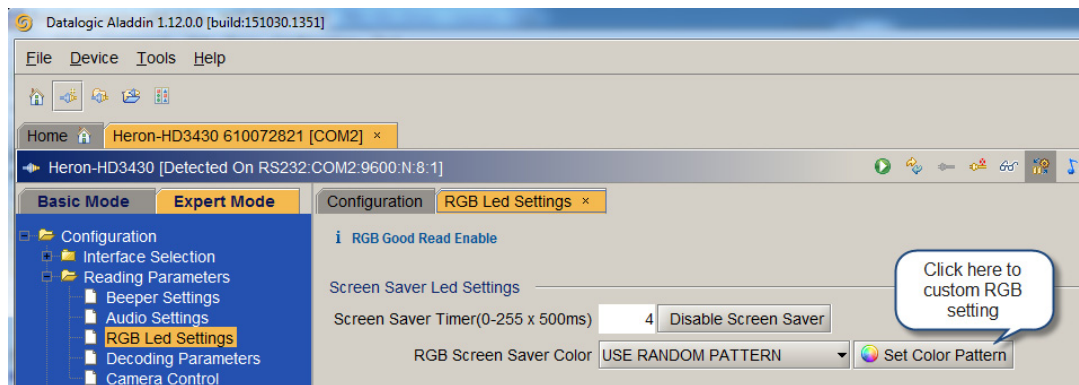 Datalogic Aladdin 1.12.0.0 [build:151030.1351]
File Device Tools Help
Home Heron-HD3430 610072821 [COM2] ×
Heron-HD3430 [Detected On RS232:COM2:9600:N:8:1]
Basic Mode Expert Mode
Configuration RGB Led Settings ×
Configuration
Interface Selection
Reading Parameters
Beeper Settings
Audio Settings
RGB Led Settings
Decoding Parameters
Camera Control
i RGB Good Read Enable
Screen Saver Led Settings
Screen Saver Timer(0-255 x 500ms) 4 Disable Screen Saver
RGB Screen Saver Color USE RANDOM PATTERN Set Color Pattern
Click here to
custom RGB
setting